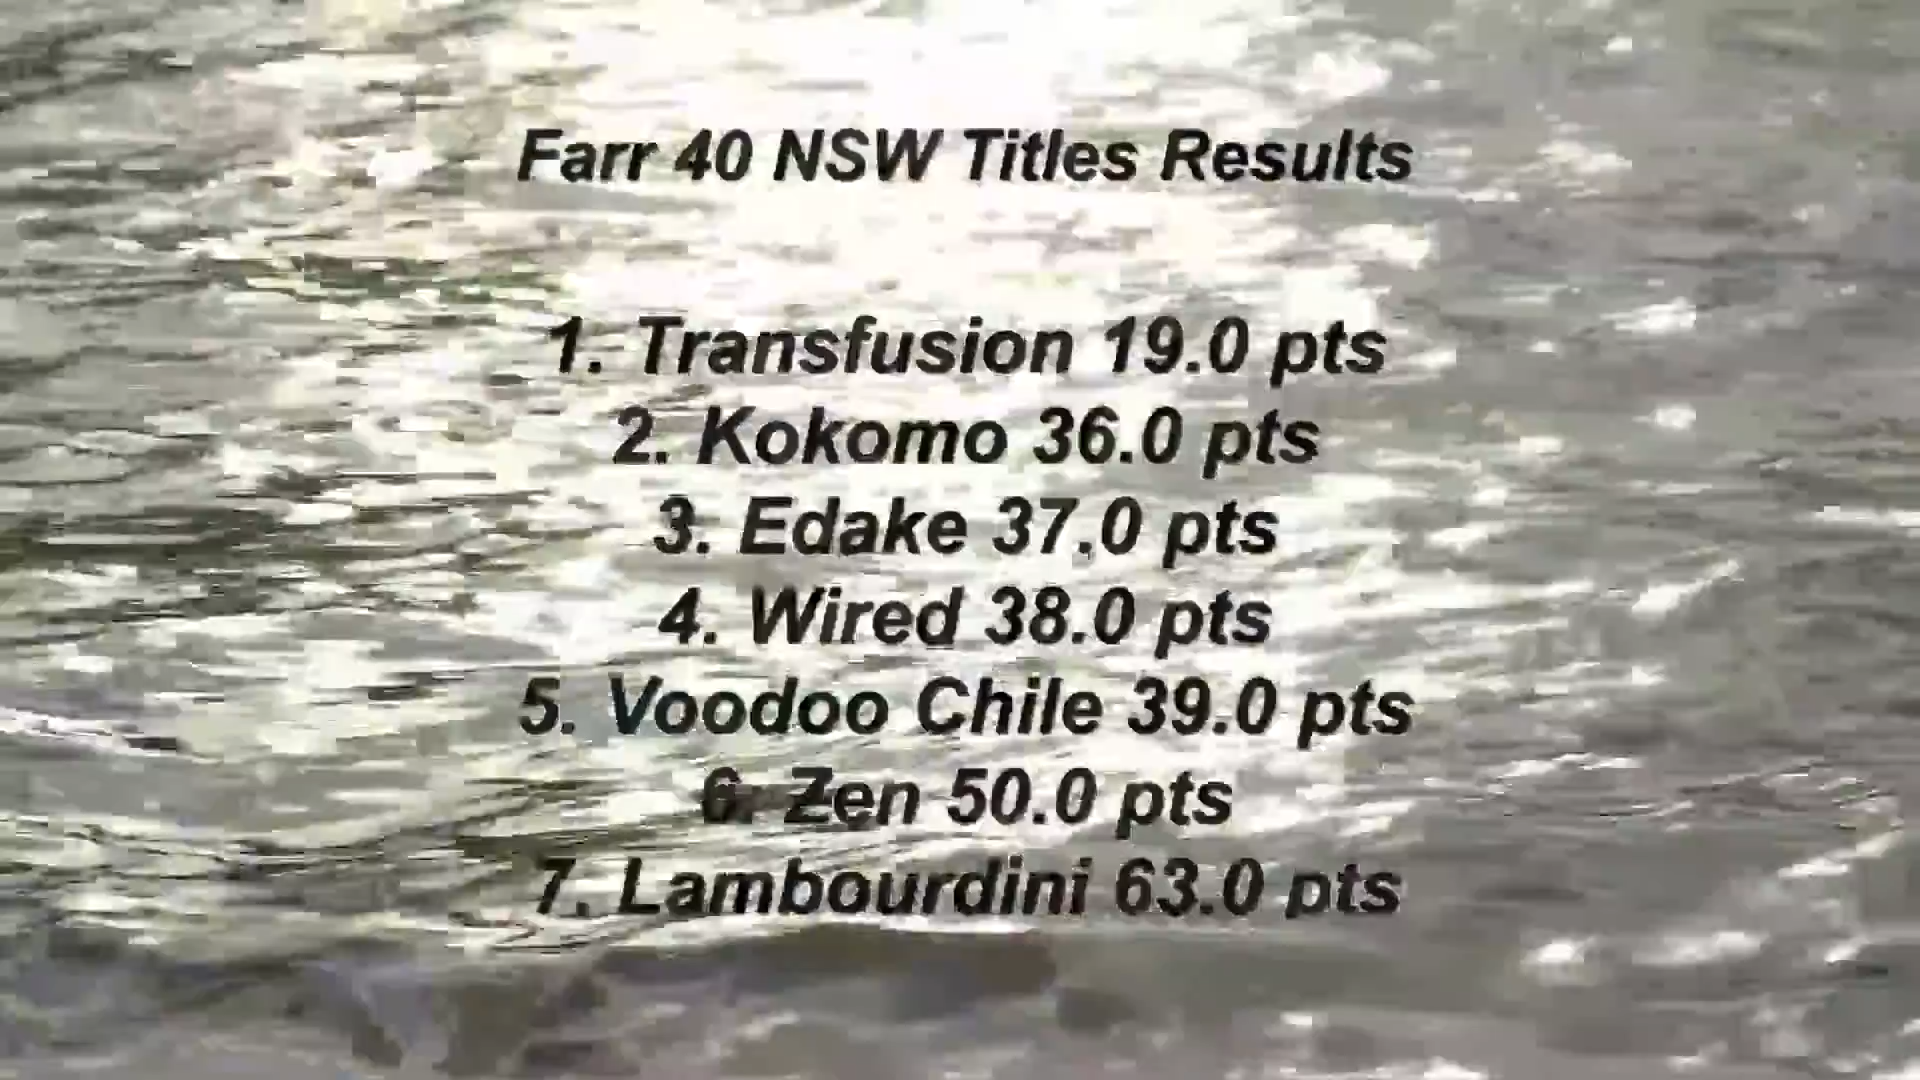 Farr 40 NSW Titles Results
1. Transfusion 19.0 pts
2. Kokomo 36.0 pts
3. Edake 37.0 pts
4. Wired 38.0 pts
5. Voodoo Chile 39.0 pts
6. Zen 50.0 pts
7. Lambourdini 63.0 pts